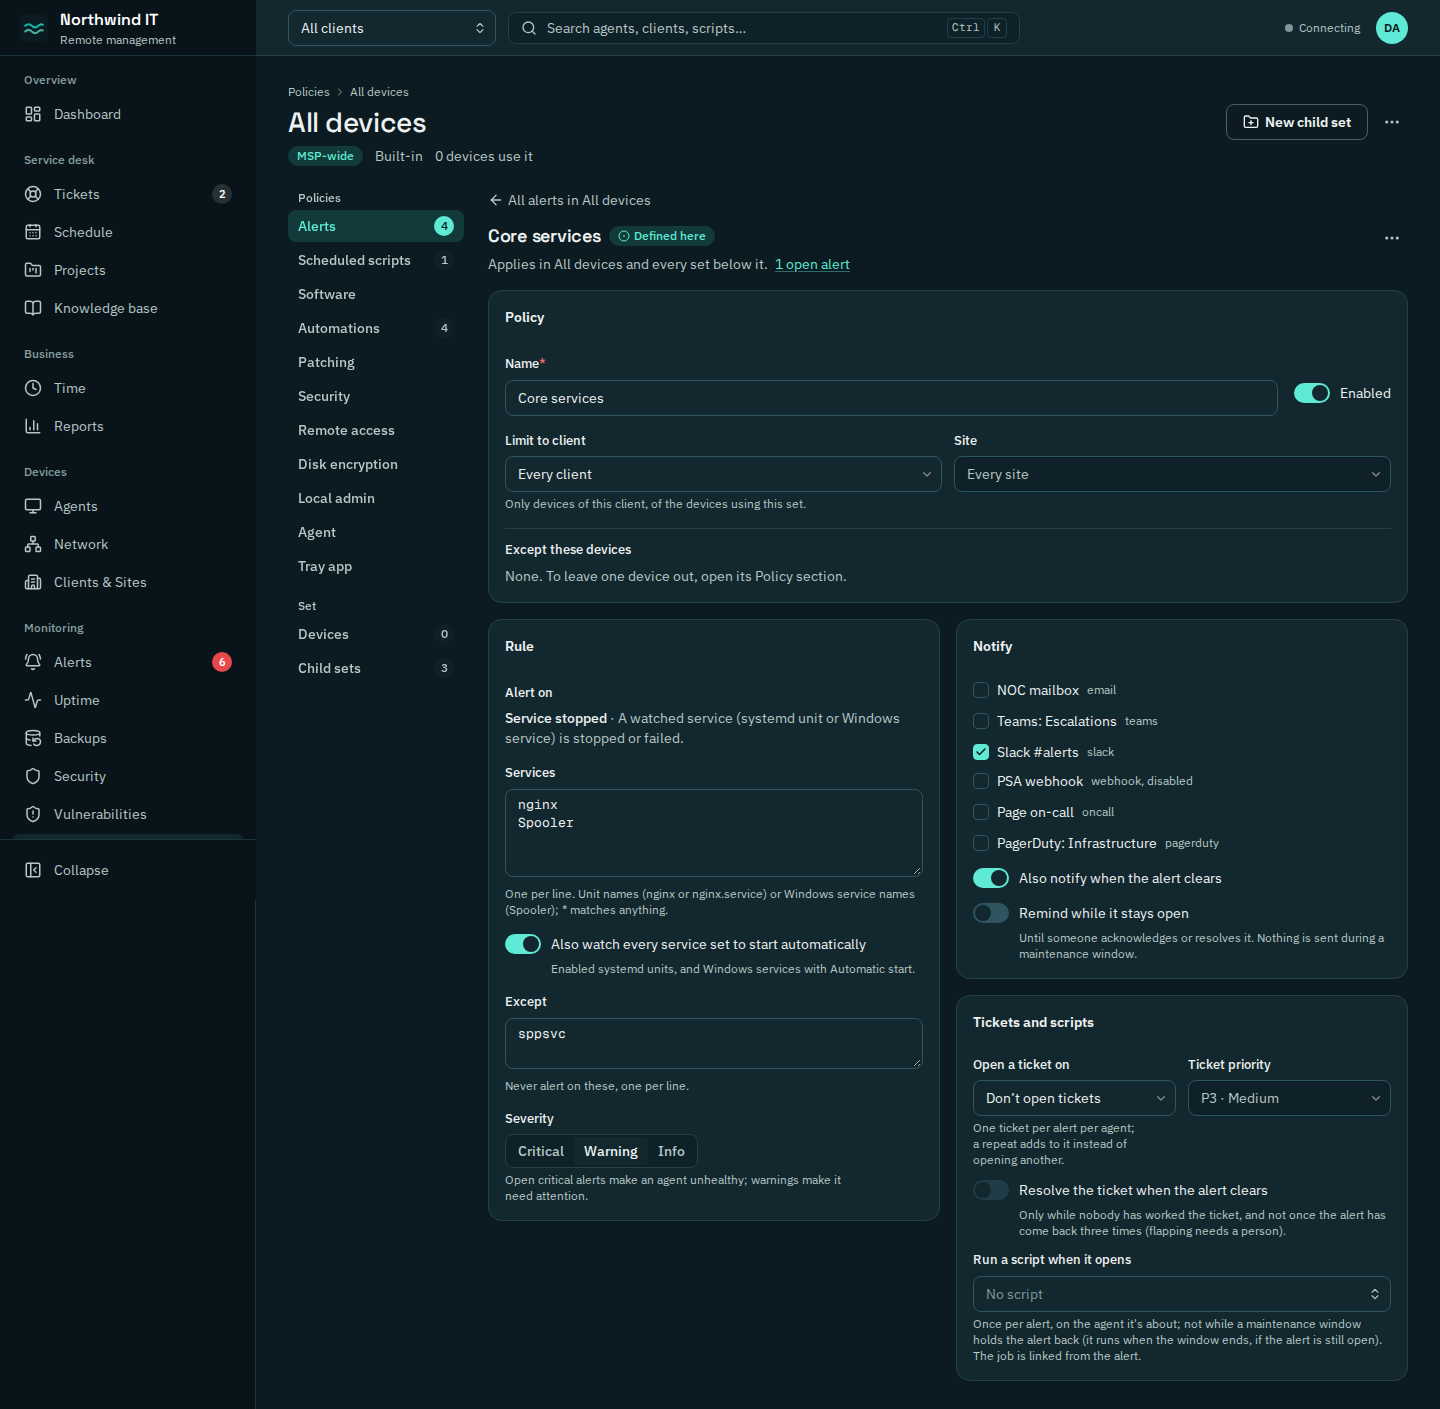 Northwind IT
Remote management
All clients
Search agents, clients, scripts...
Ctrl K
Connecting
DA
Overview
Dashboard
Service desk
Tickets 2
Schedule
Projects
Knowledge base
Business
Time
Reports
Devices
Agents
Network
Clients & Sites
Monitoring
Alerts 6
Uptime
Backups
Security
Vulnerabilities
Collapse
Policies > All devices
All devices
New child set
MSP-wide Built-in 0 devices use it
Policies
Alerts 4
Scheduled scripts 1
Software
Automations 4
Patching
Security
Remote access
Disk encryption
Local admin
Agent
Tray app
Set
Devices 0
Child sets 3
All alerts in All devices
Core services Defined here
Applies in All devices and every set below it. 1 open alert
Policy
Name*
Core services
Enabled
Limit to client
Every client
Only devices of this client, of the devices using this set.
Site
Every site
Except these devices
None. To leave one device out, open its Policy section.
Rule
Alert on
Service stopped · A watched service (systemd unit or Windows
service) is stopped or failed.
Services
nginx
Spooler
One per line. Unit names (nginx or nginx.service) or Windows service names
(Spooler); * matches anything.
Also watch every service set to start automatically
Enabled systemd units, and Windows services with Automatic start.
Except
sppsvc
Never alert on these, one per line.
Severity
Critical Warning Info
Open critical alerts make an agent unhealthy; warnings make it
need attention.
Notify
NOC mailbox email
Teams: Escalations teams
Slack #alerts slack
PSA webhook webhook, disabled
Page on-call oncall
PagerDuty: Infrastructure pagerduty
Also notify when the alert clears
Remind while it stays open
Until someone acknowledges or resolves it. Nothing is sent during a
maintenance window.
Tickets and scripts
Open a ticket on
Don't open tickets
One ticket per alert per agent;
a repeat adds to it instead of
opening another.
Ticket priority
P3 · Medium
Resolve the ticket when the alert clears
Only while nobody has worked the ticket, and not once the alert has
come back three times (flapping needs a person).
Run a script when it opens
No script
Once per alert, on the agent it's about; not while a maintenance window
holds the alert back (it runs when the window ends, if the alert is still open).
The job is linked from the alert.